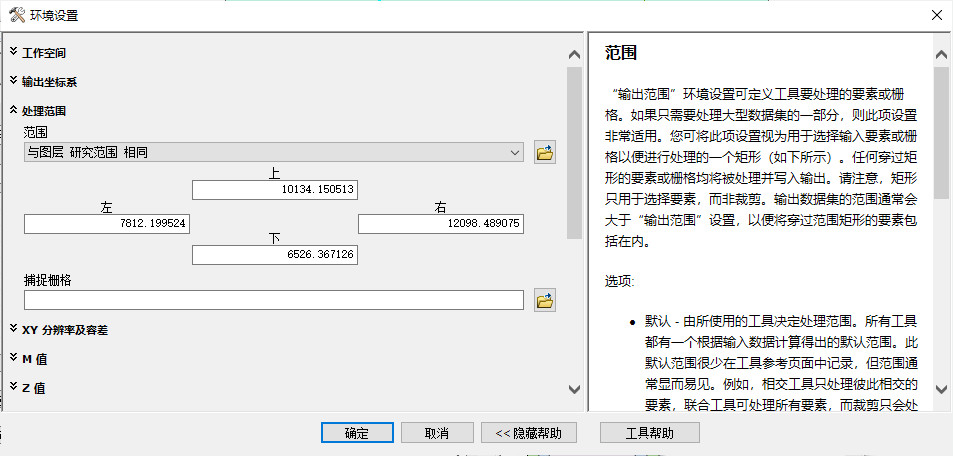 环境设置
工作空间
输出坐标系
处理范围
范围
与图层 研究范围 相同
上
10134.150513
左
右
7812.199524
12098.489075
下
6526.367126
捕捉栅格
XY 分辨率及容差
M 值
Z 值
范围
“输出范围”环境设置可定义工具要处理的要素或栅
格。如果只需要处理大型数据集的一部分，则此项设置
非常适用。您可将此项设置视为用于选择输入要素或栅
格以便进行处理的一个矩形（如下所示）。任何穿过矩
形的要素或栅格均将被处理并写入输出。请注意，矩形
只用于选择要素，而非裁剪。输出数据集的范围通常会
大于“输出范围”设置，以便将穿过范围矩形的要素包
括在内。
选项:
• 默认 - 由所使用的工具决定处理范围。所有工具
都有一个根据输入数据计算得出的默认范围。此
默认范围很少在工具参考页面中记录，但范围通
常显而易见。例如，相交工具只处理彼此相交的
要素，联合工具可处理所有要素，而裁剪只会处
确定
取消
<< 隐藏帮助
工具帮助